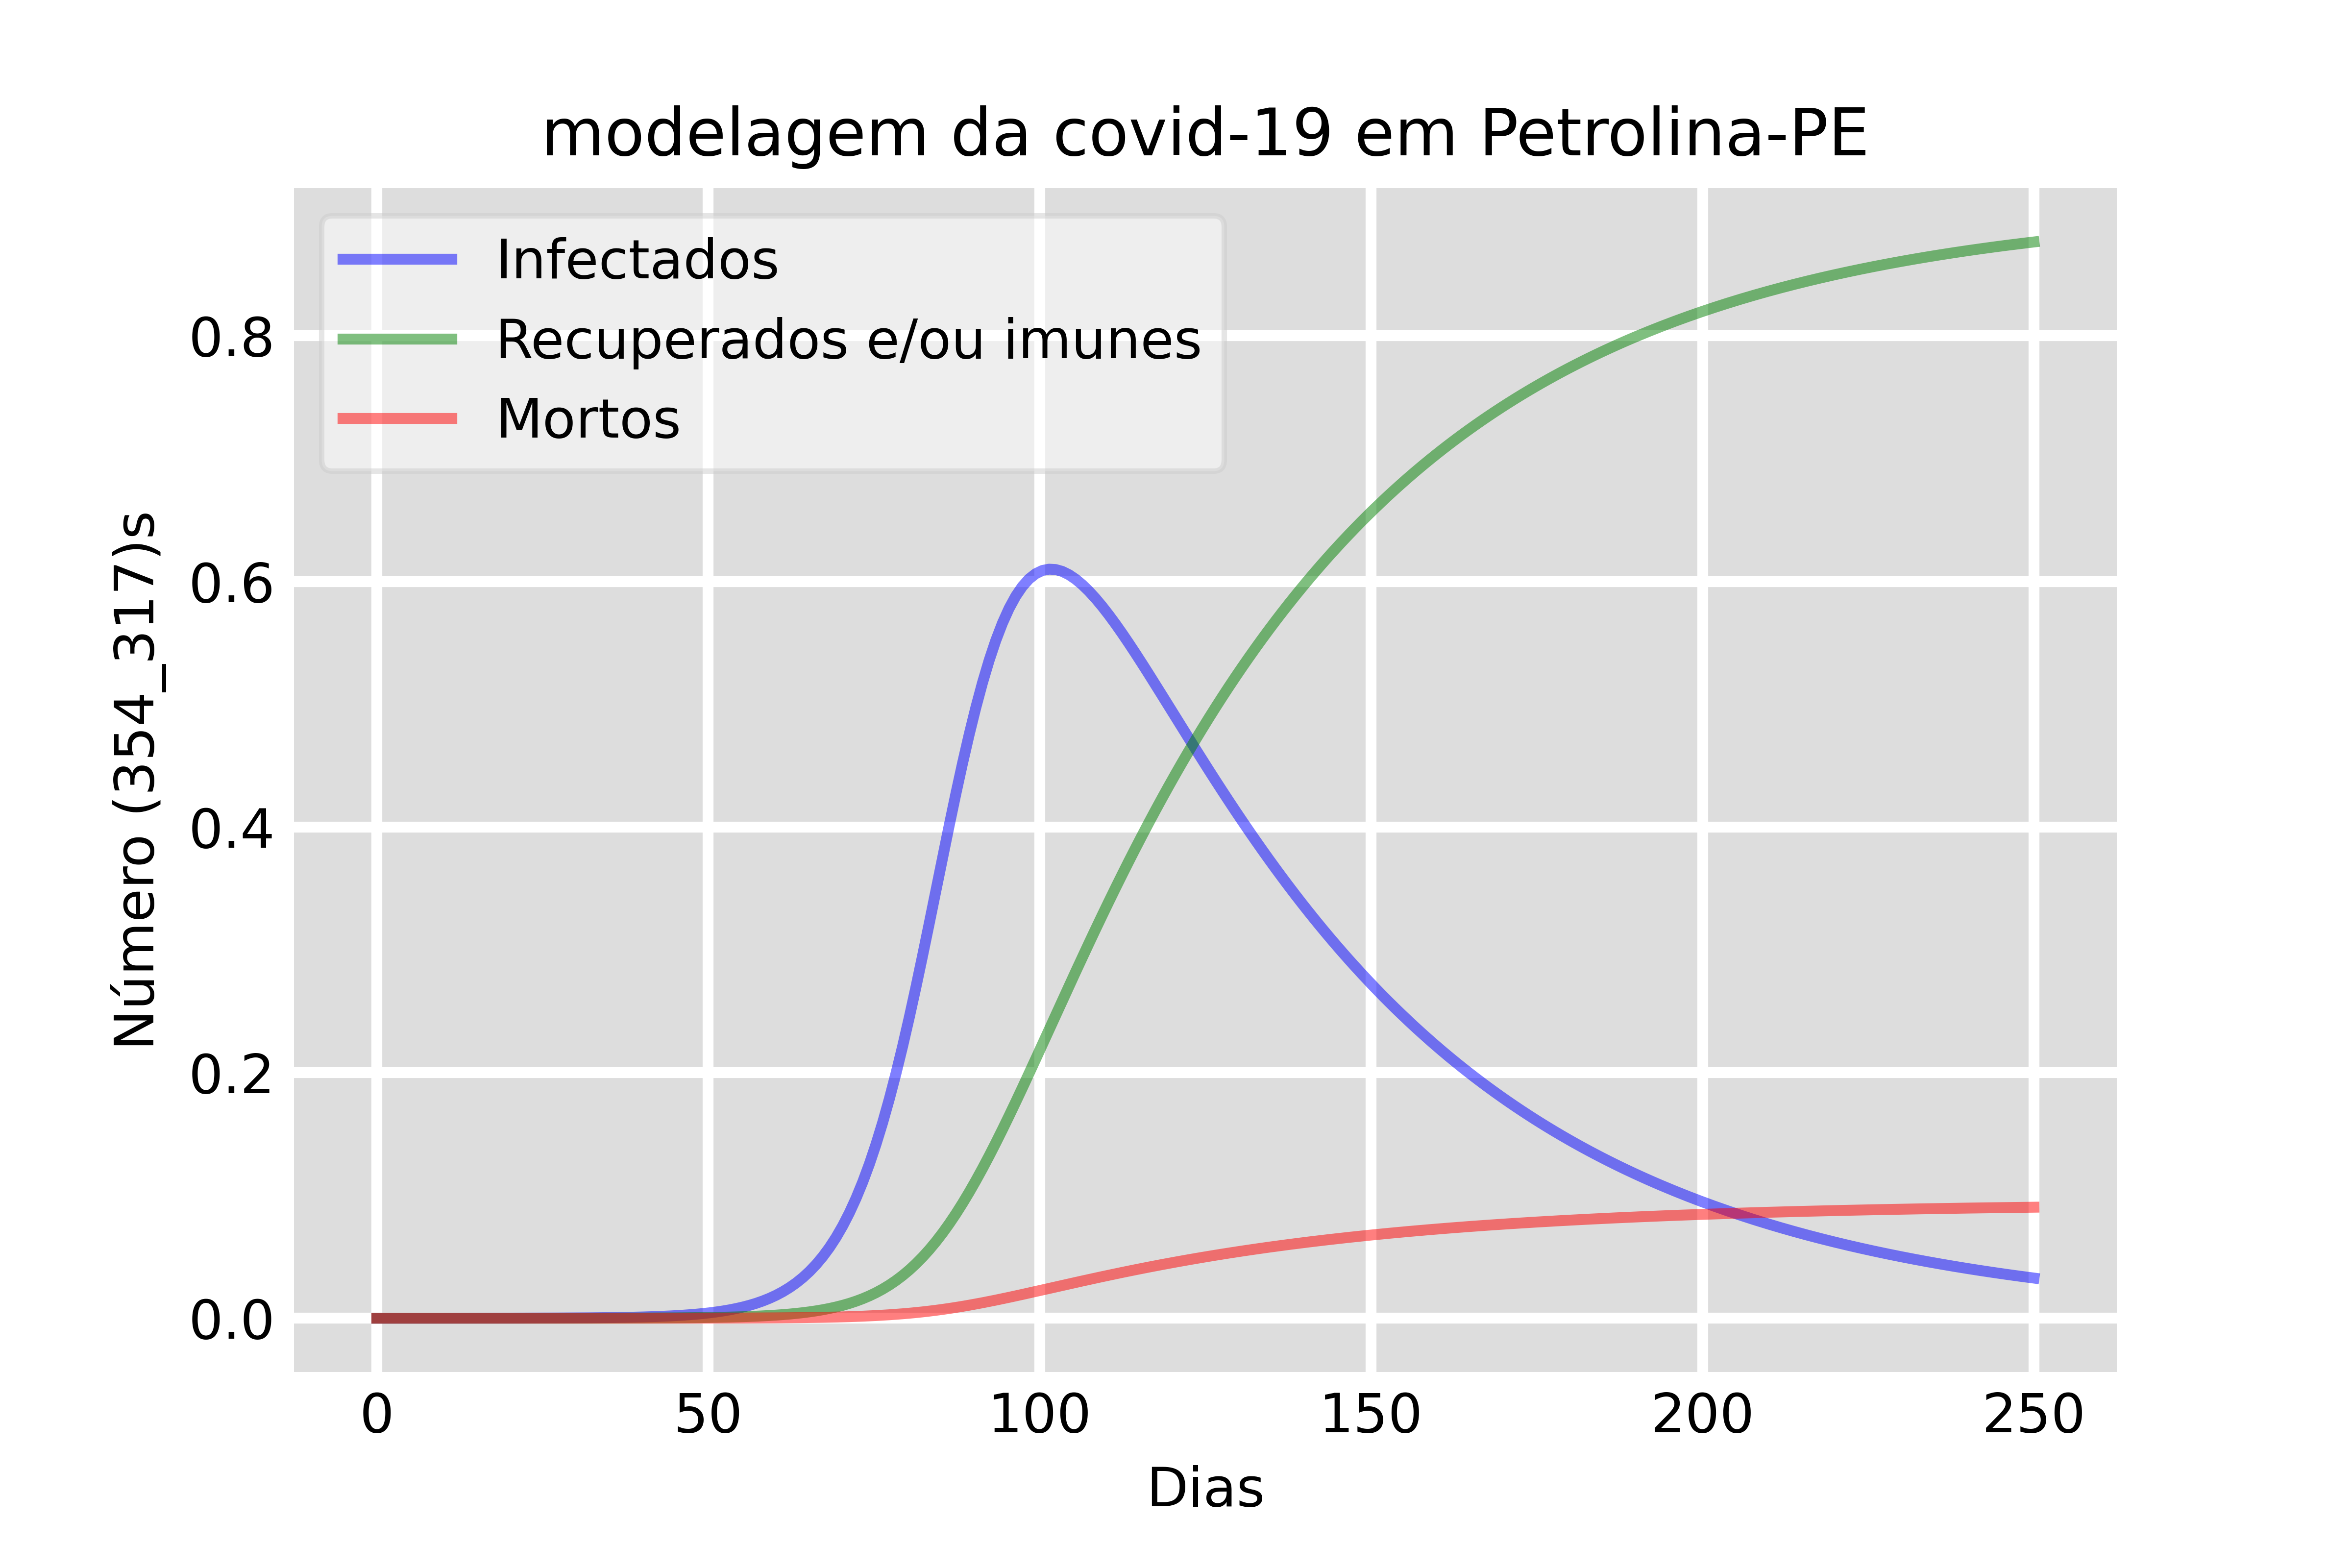 modelagem da covid-19 em Petrolina-PE
Infectados
Recuperados e/ou imunes
Mortos
Número (354_317)s
0.8
0.6
0.4
0.2
0.0
0 50 100 150 200 250
Dias